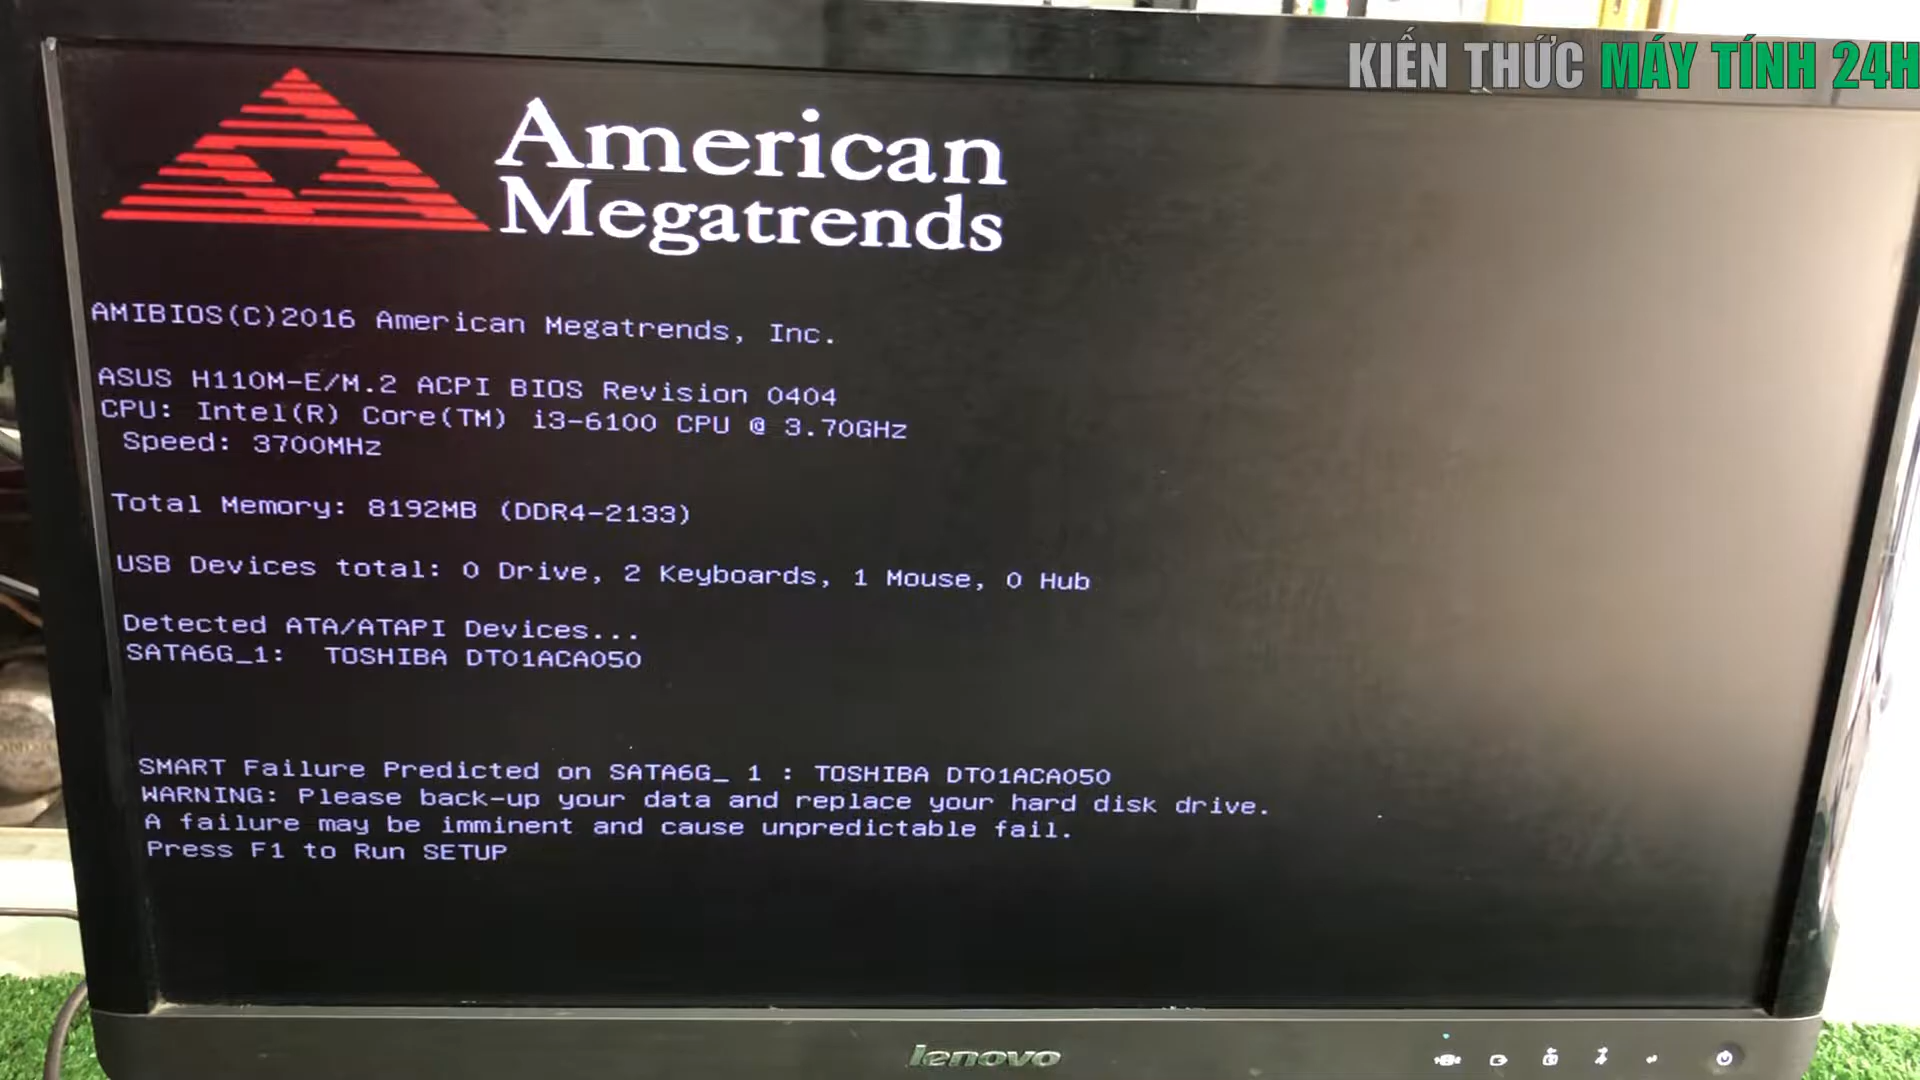 KIẾN THỨC MÁY TÍNH 24H
American
Megatrends
AMIBIOS(C)2016 American Megatrends, Inc.
ASUS H110M-E/M.2 ACPI BIOS Revision 0404
CPU: Intel(R) Core(TM) i3-6100 CPU @ 3.70GHz
Speed: 3700MHz
Total Memory: 8192MB (DDR4-2133)
USB Devices total: 0 Drive, 2 Keyboards, 1 Mouse, 0 Hub
Detected ATA/ATAPI Devices...
SATA6G_1: TOSHIBA DT01ACA050
SMART Failure Predicted on SATA6G_ 1 : TOSHIBA DT01ACA050
WARNING: Please back-up your data and replace your hard disk drive.
A failure may be imminent and cause unpredictable fail.
Press F1 to Run SETUP
lenovo